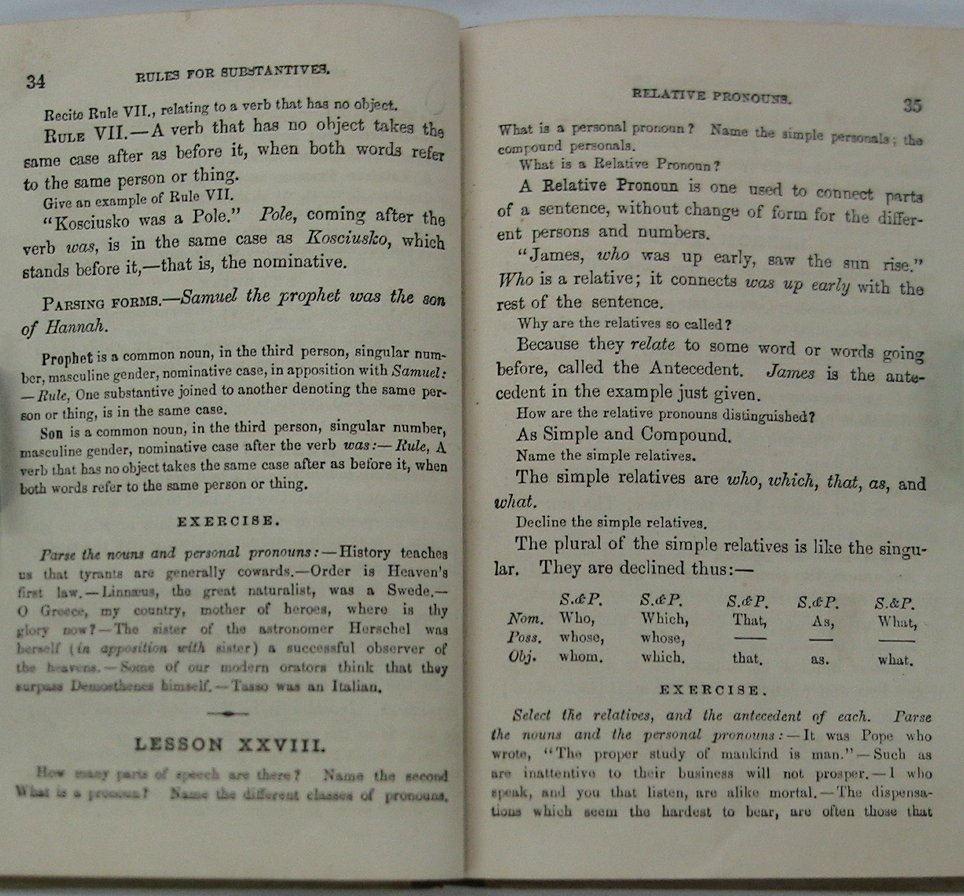 34
RULES FOR SUBSTANTIVES.
Recite Rule VII., relating to a verb that has no object.
RULE VII.—A verb that has no object takes the
same case after as before it, when both words refer
to the same person or thing.
Give an example of Rule VII.
"Kosciusko was a Pole." Pole, coming after the
verb was, is in the same case as Kosciusko, which
stands before it,—that is, the nominative.
PARSING FORMS.—Samuel the prophet was the son
of Hannah.
Prophet is a common noun, in the third person, singular num-
ber, masculine gender, nominative case, in apposition with Samuel:
—Rule, One substantive joined to another denoting the same per-
son or thing, is in the same case.
Son is a common noun, in the third person, singular number,
masculine gender, nominative case after the verb was:—Rule, A
verb that has no object takes the same case after as before it, when
both words refer to the same person or thing.
EXERCISE.
Parse the nouns and personal pronouns:—History teaches
us that tyrants are generally cowards.—Order is Heaven's
first law.—Linnæus, the great naturalist, was a Swede.—
O Greece, my country, mother of heroes, where is thy
glory now?—The sister of the astronomer Herschel was
herself (in apposition with sister) a successful observer of
the heavens.—Some of our modern orators think that they
surpass Demosthenes himself.—Tasso was an Italian.
LESSON XXVIII.
How many parts of speech are there? Name the second
What is a pronoun? Name the different classes of pronouns.
RELATIVE PRONOUNS.
35
What is a personal pronoun? Name the simple personals; the
compound personals.
What is a Relative Pronoun?
A Relative Pronoun is one used to connect parts
of a sentence, without change of form for the differ-
ent persons and numbers.
"James, who was up early, saw the sun rise."
Who is a relative; it connects was up early with the
rest of the sentence.
Why are the relatives so called?
Because they relate to some word or words going
before, called the Antecedent. James is the ante-
cedent in the example just given.
How are the relative pronouns distinguished?
As Simple and Compound.
Name the simple relatives.
The simple relatives are who, which, that, as, and
what.
Decline the simple relatives.
The plural of the simple relatives is like the singu-
lar. They are declined thus:—
S.&P. S.&P. S.&P. S.&P. S.&P.
Nom. Who, Which, That, As, What,
Poss. whose, whose, — — —
Obj. whom. which. that. as. what.
EXERCISE.
Select the relatives, and the antecedent of each. Parse
the nouns and the personal pronouns:—It was Pope who
wrote, "The proper study of mankind is man."—Such as
are inattentive to their business will not prosper.—I who
speak, and you that listen, are alike mortal.—The dispensa-
tions which seem the hardest to bear, are often those that